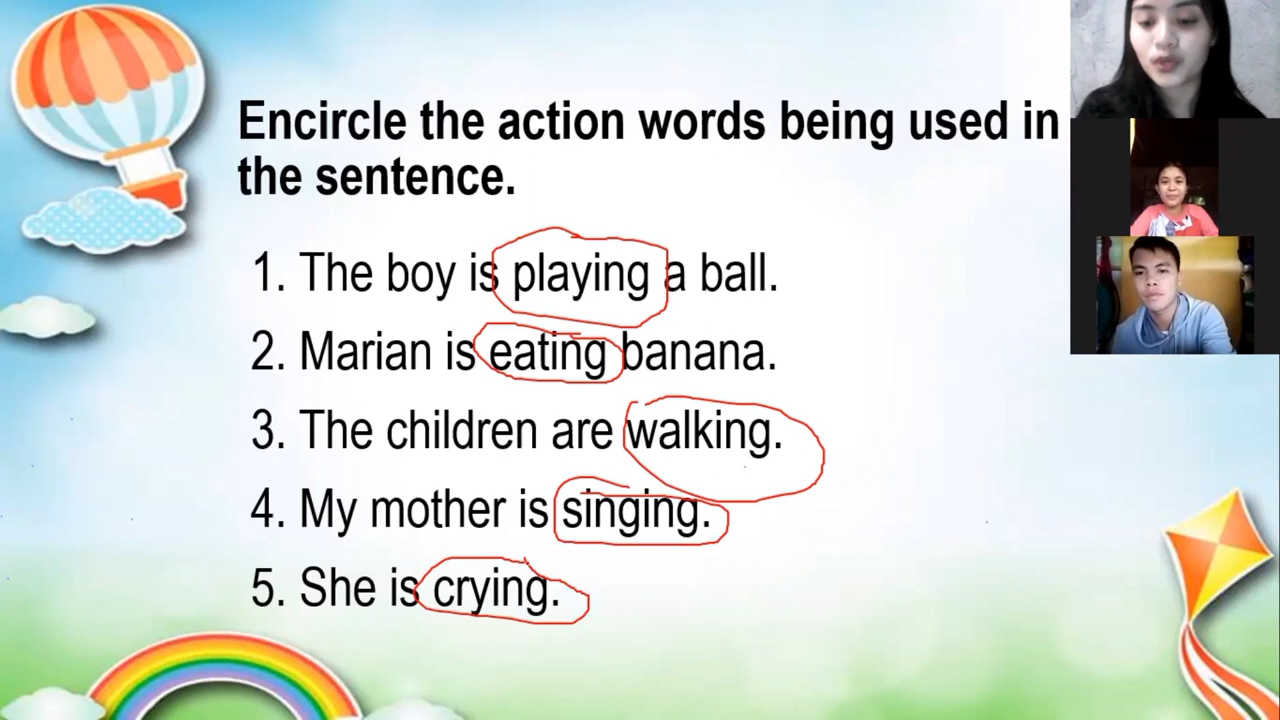 Encircle the action words being used in
the sentence.
1. The boy is playing a ball.
2. Marian is eating banana.
3. The children are walking.
4. My mother is singing.
5. She is crying.